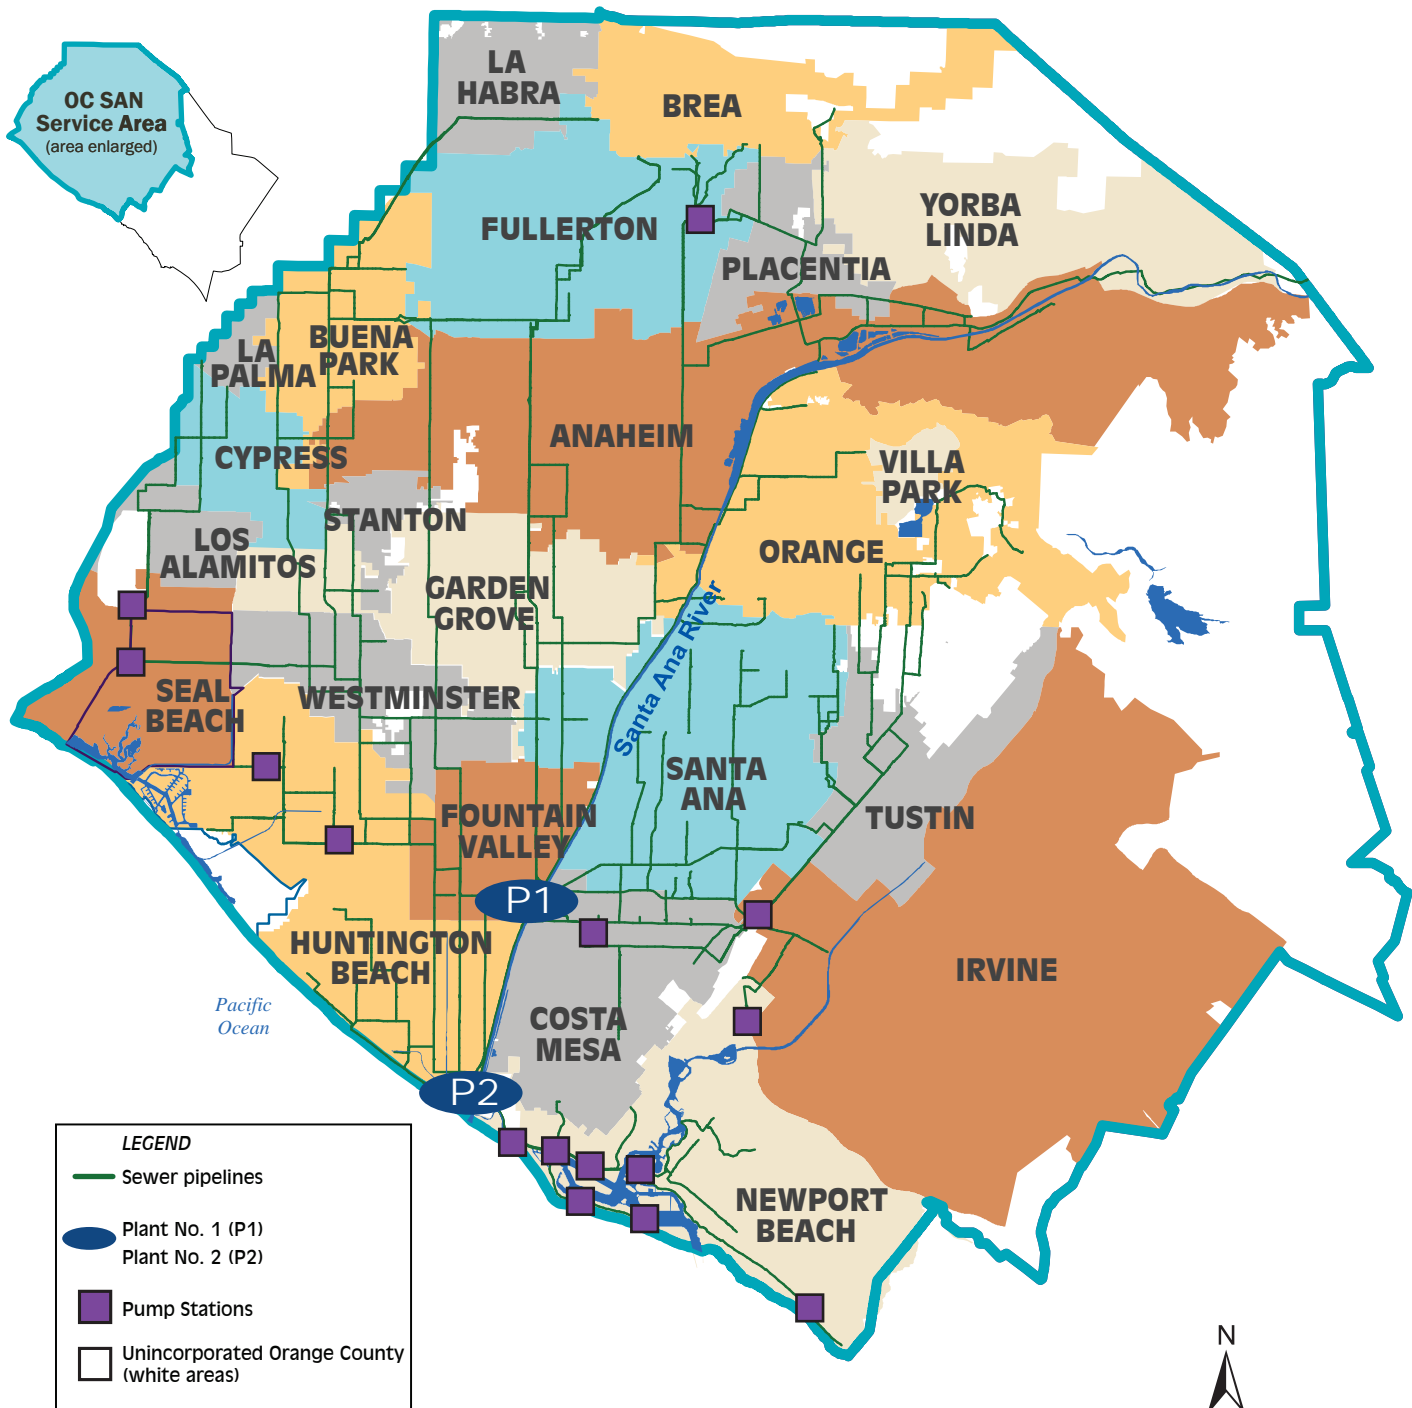 OC SAN
Service Area
(area enlarged)
LA
HABRA
BREA
FULLERTON
YORBA
LINDA
PLACENTIA
BUENA
PARK
LA
PALMA
CYPRESS
ANAHEIM
VILLA
PARK
STANTON
LOS
ALAMITOS
ORANGE
GARDEN
GROVE
Santa Ana River
SEAL
BEACH
WESTMINSTER
SANTA
ANA
FOUNTAIN
VALLEY
TUSTIN
P1
HUNTINGTON
BEACH
IRVINE
Pacific
Ocean
COSTA
MESA
P2
NEWPORT
BEACH
LEGEND
Sewer pipelines
Plant No. 1 (P1)
Plant No. 2 (P2)
Pump Stations
Unincorporated Orange County
(white areas)
N